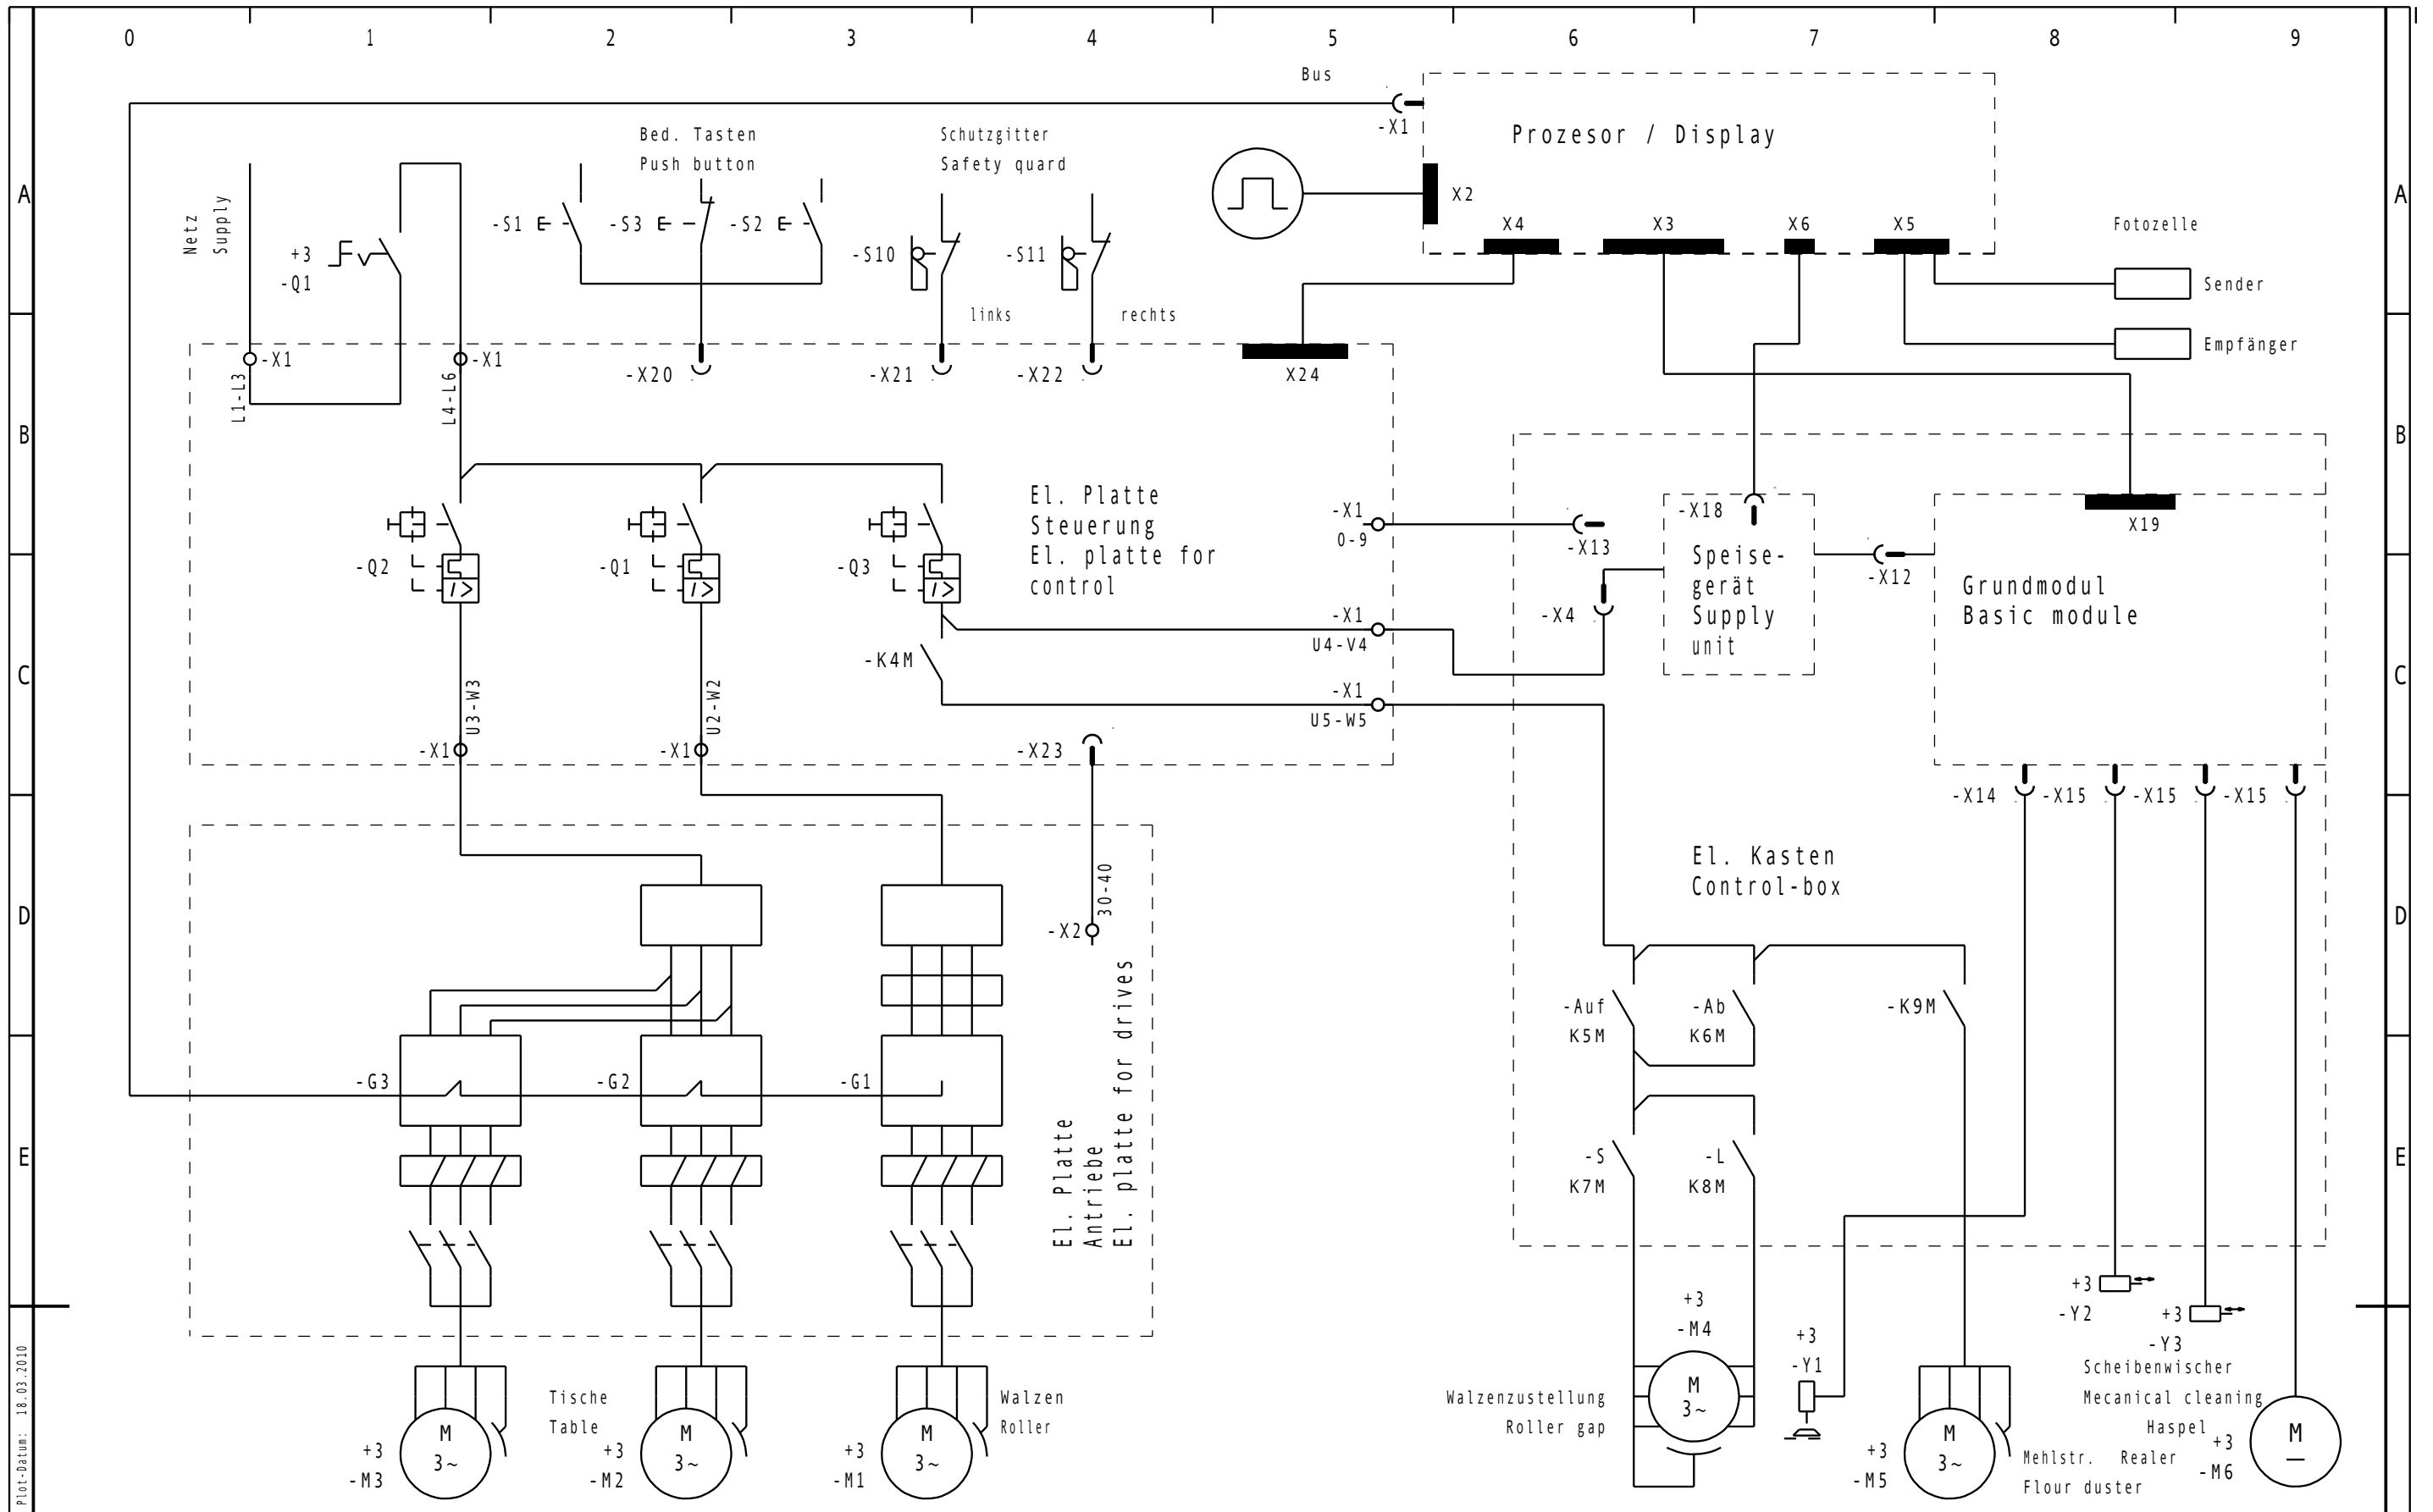 0 1 2 3 4 5 6 7 8 9
Bus
-X1
Prozesor / Display
Bed. Tasten
Push button
Schutzgitter
Safety quard
A
A
X2
X4
X3
X6
X5
Fotozelle
Netz
Supply
+3
-Q1
-S1
-S3
-S2
-S10
-S11
Sender
links
rechts
Empfänger
-X1
-X1
L1-L3
L4-L6
-X20
-X21
-X22
X24
B
B
El. Platte
Steuerung
El. platte for
control
-X1
0-9
-X13
-X18
X19
-Q2
-Q1
-Q3
I>
I>
I>
Speise-
gerät
Supply
unit
-X12
Grundmodul
Basic module
-X4
-X1
U4-V4
-K4M
C
C
U3-W3
U2-W2
-X1
U5-W5
-X1
-X1
-X23
-X14
-X15
-X15
-X15
El. Kasten
Control-box
30-40
D
D
-X2
-Auf
K5M
-Ab
K6M
-K9M
-G3
-G2
-G1
El. Platte
Antriebe
El. platte for drives
E
E
-S
K7M
-L
K8M
+3
-Y2
+3
-Y3
+3
-M4
M
3~
+3
-Y1
Scheibenwischer
Mecanical cleaning
Walzenzustellung
Roller gap
Tische
Table
Walzen
Roller
+3
-M3
M
3~
+3
-M2
M
3~
+3
-M1
M
3~
+3
-M5
M
3~
Mehlstr.
Flour duster
Haspel
Realer
+3
-M6
M
Plot-Datum: 18.03.2010